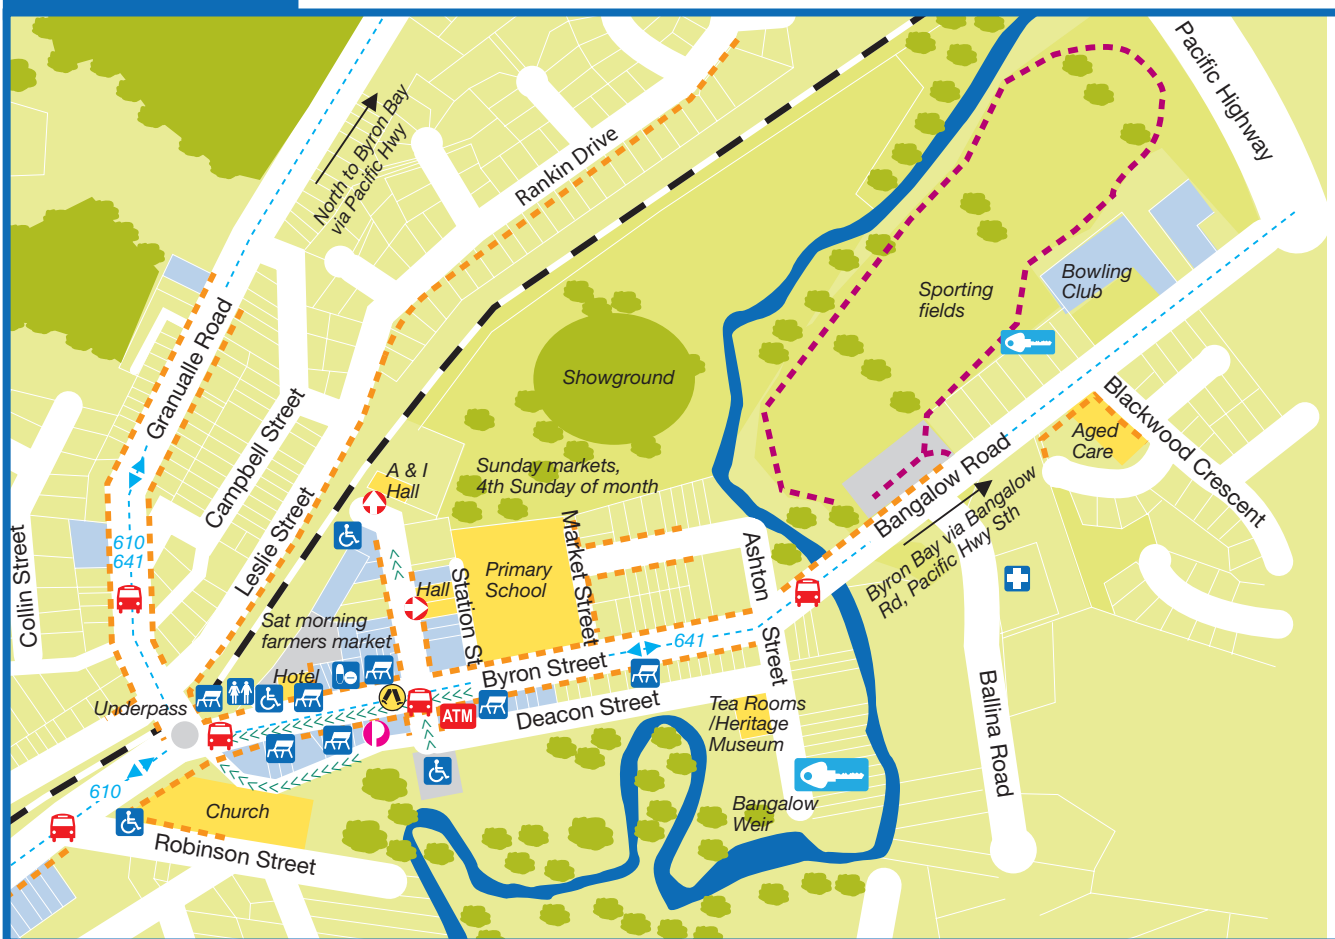 Pacific Highway
North to Byron Bay
via Pacific Hwy
Rankin Drive
Granualle Road
Campbell Street
Leslie Street
Collin Street
610
641
Sporting
fields
Bowling
Club
Showground
Blackwood Crescent
Aged
Care
Bangalow Road
Byron Bay via Bangalow
Rd, Pacific Hwy Sth
A & I
Hall
Sunday markets,
4th Sunday of month
Market Street
Ashton
Street
Primary
School
Hall
Station St
Sat morning
farmers market
Hotel
Underpass
Byron Street
641
Deacon Street
ATM
Tea Rooms
/Heritage
Museum
Ballina Road
Bangalow
Weir
610
Church
Robinson Street